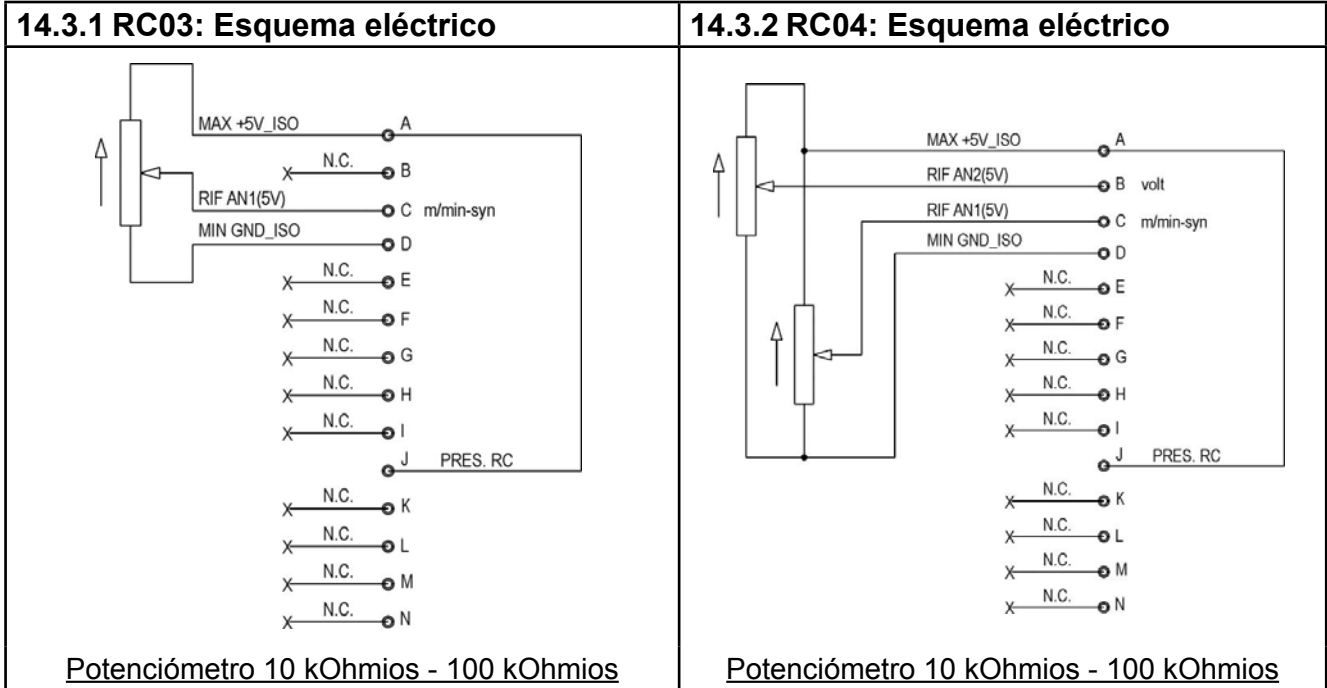 14.3.1 RC03: Esquema eléctrico
MAX +5V_ISO A
N.C. B
RIF AN1(5V) C m/min-syn
MIN GND_ISO D
N.C. E
N.C. F
N.C. G
N.C. H
N.C. I
J PRES. RC
N.C. K
N.C. L
N.C. M
N.C. N
Potenciómetro 10 kOhmios - 100 kOhmios
14.3.2 RC04: Esquema eléctrico
MAX +5V_ISO A
RIF AN2(5V) B volt
RIF AN1(5V) C m/min-syn
MIN GND_ISO D
N.C. E
N.C. F
N.C. G
N.C. H
N.C. I
J PRES. RC
N.C. K
N.C. L
N.C. M
N.C. N
Potenciómetro 10 kOhmios - 100 kOhmios